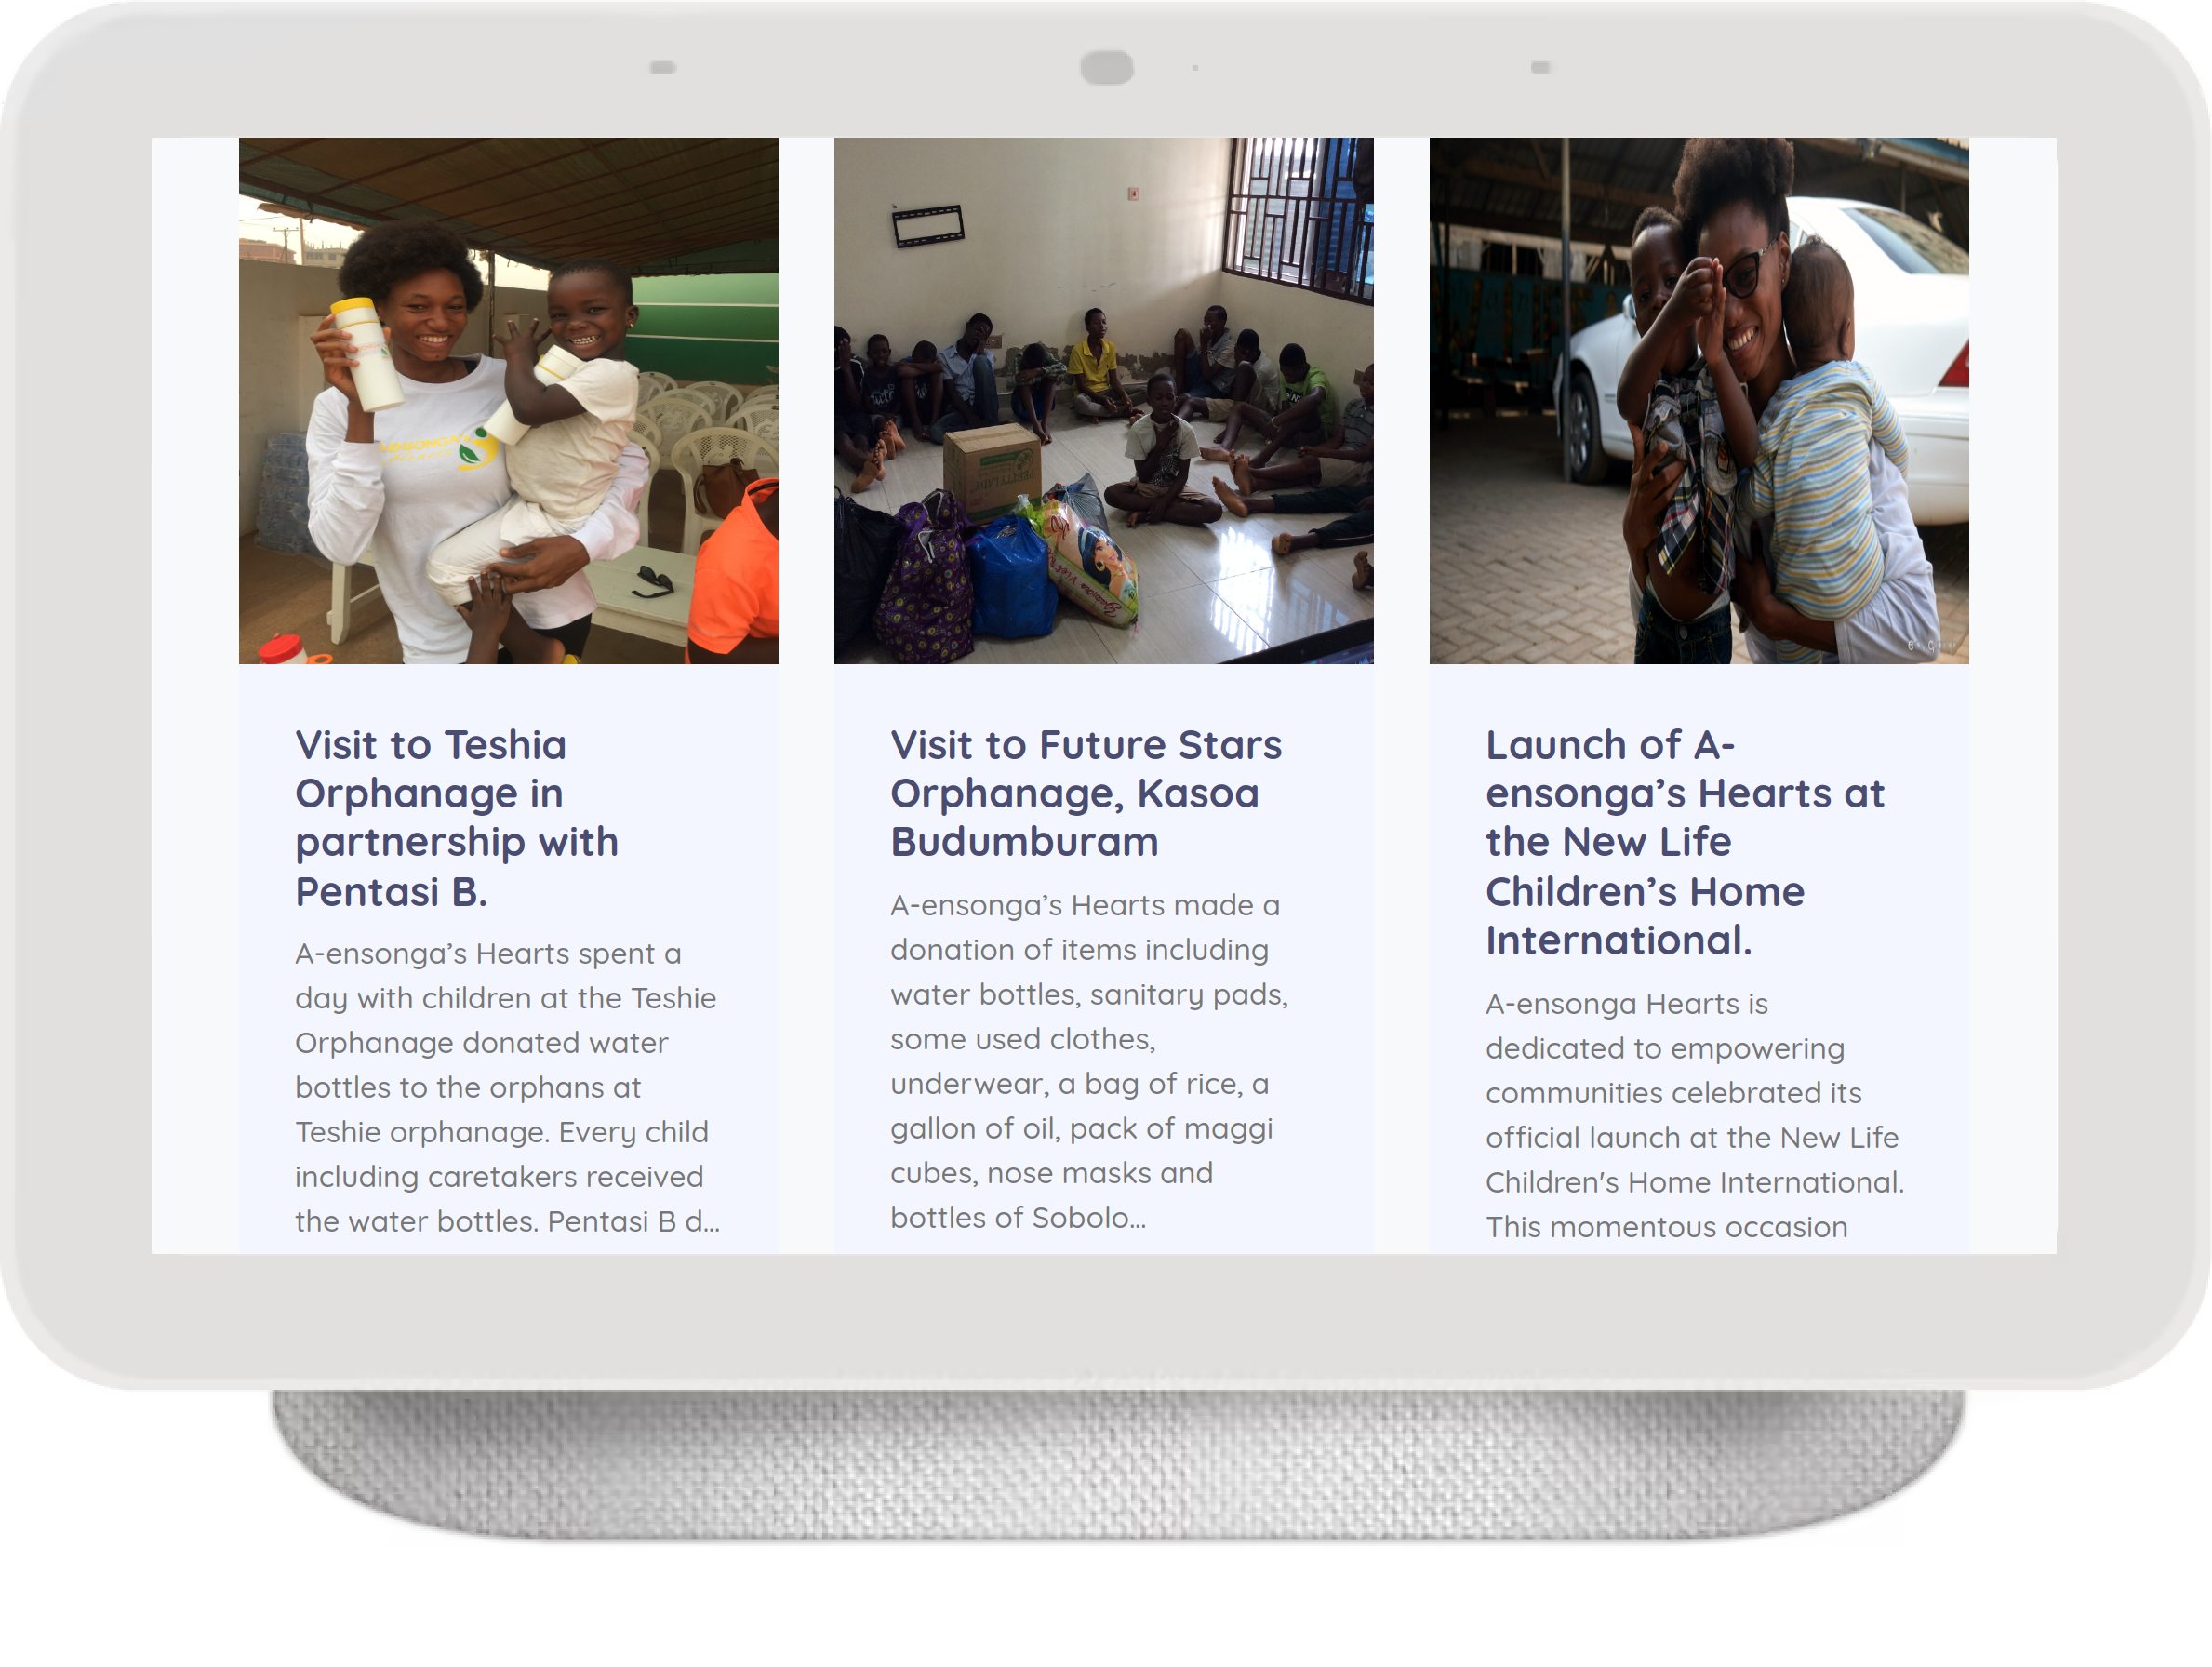 Visit to Teshia
Orphanage in
partnership with
Pentasi B.
A-ensonga’s Hearts spent a
day with children at the Teshie
Orphanage donated water
bottles to the orphans at
Teshie orphanage. Every child
including caretakers received
the water bottles. Pentasi B d...
Visit to Future Stars
Orphanage, Kasoa
Budumburam
A-ensonga’s Hearts made a
donation of items including
water bottles, sanitary pads,
some used clothes,
underwear, a bag of rice, a
gallon of oil, pack of maggi
cubes, nose masks and
bottles of Sobolo...
Launch of A-
ensonga’s Hearts at
the New Life
Children’s Home
International.
A-ensonga Hearts is
dedicated to empowering
communities celebrated its
official launch at the New Life
Children's Home International.
This momentous occasion